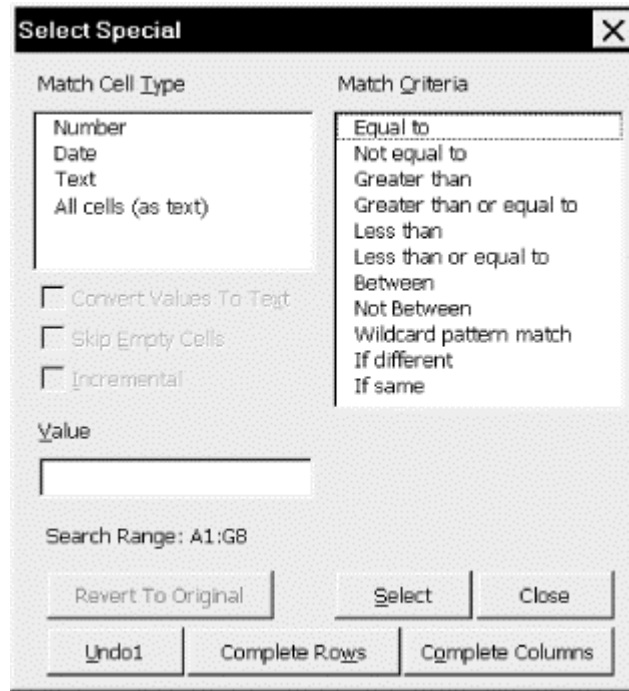 Select Special
Match Cell Type
Number
Date
Text
All cells (as text)
Convert Values To Text
Skip Empty Cells
Incremental
Value
Match Criteria
Equal to
Not equal to
Greater than
Greater than or equal to
Less than
Less than or equal to
Between
Not Between
Wildcard pattern match
If different
If same
Search Range: A1:G8
Revert To Original
Select
Close
Undo1
Complete Rows
Complete Columns